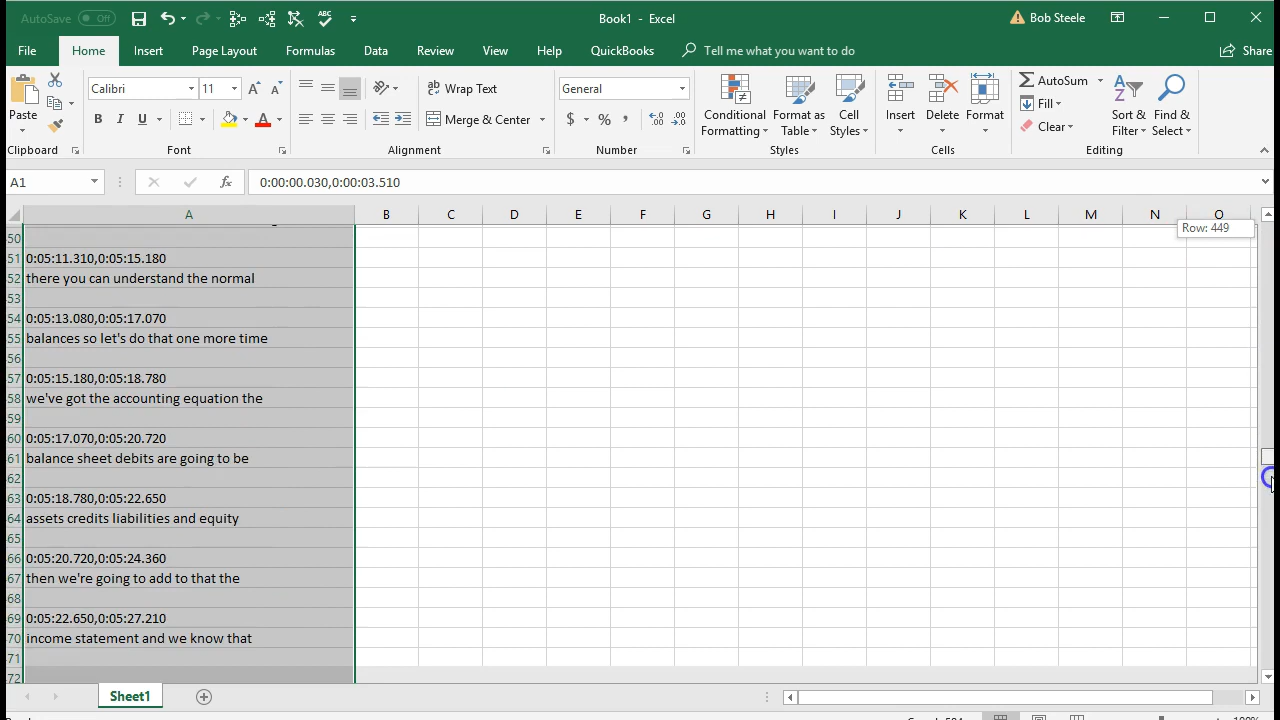 AutoSave Off Book1 - Excel Bob Steele
File Home Insert Page Layout Formulas Data Review View Help QuickBooks Tell me what you want to do Share
Paste Calibri 11 Wrap Text General Conditional Formatting Format as Table Cell Styles Insert Delete Format AutoSum Fill Clear Sort & Filter Find & Select
B I U A Merge & Center $ % ,
Clipboard Font Alignment Number Styles Cells Editing
A1 fx 0:00:00.030,0:00:03.510
A B C D E F G H I J K L M N O
Row: 449
50
51 0:05:11.310,0:05:15.180
52 there you can understand the normal
53
54 0:05:13.080,0:05:17.070
55 balances so let's do that one more time
56
57 0:05:15.180,0:05:18.780
58 we've got the accounting equation the
59
60 0:05:17.070,0:05:20.720
61 balance sheet debits are going to be
62
63 0:05:18.780,0:05:22.650
64 assets credits liabilities and equity
65
66 0:05:20.720,0:05:24.360
67 then we're going to add to that the
68
69 0:05:22.650,0:05:27.210
70 income statement and we know that
71
72
Sheet1